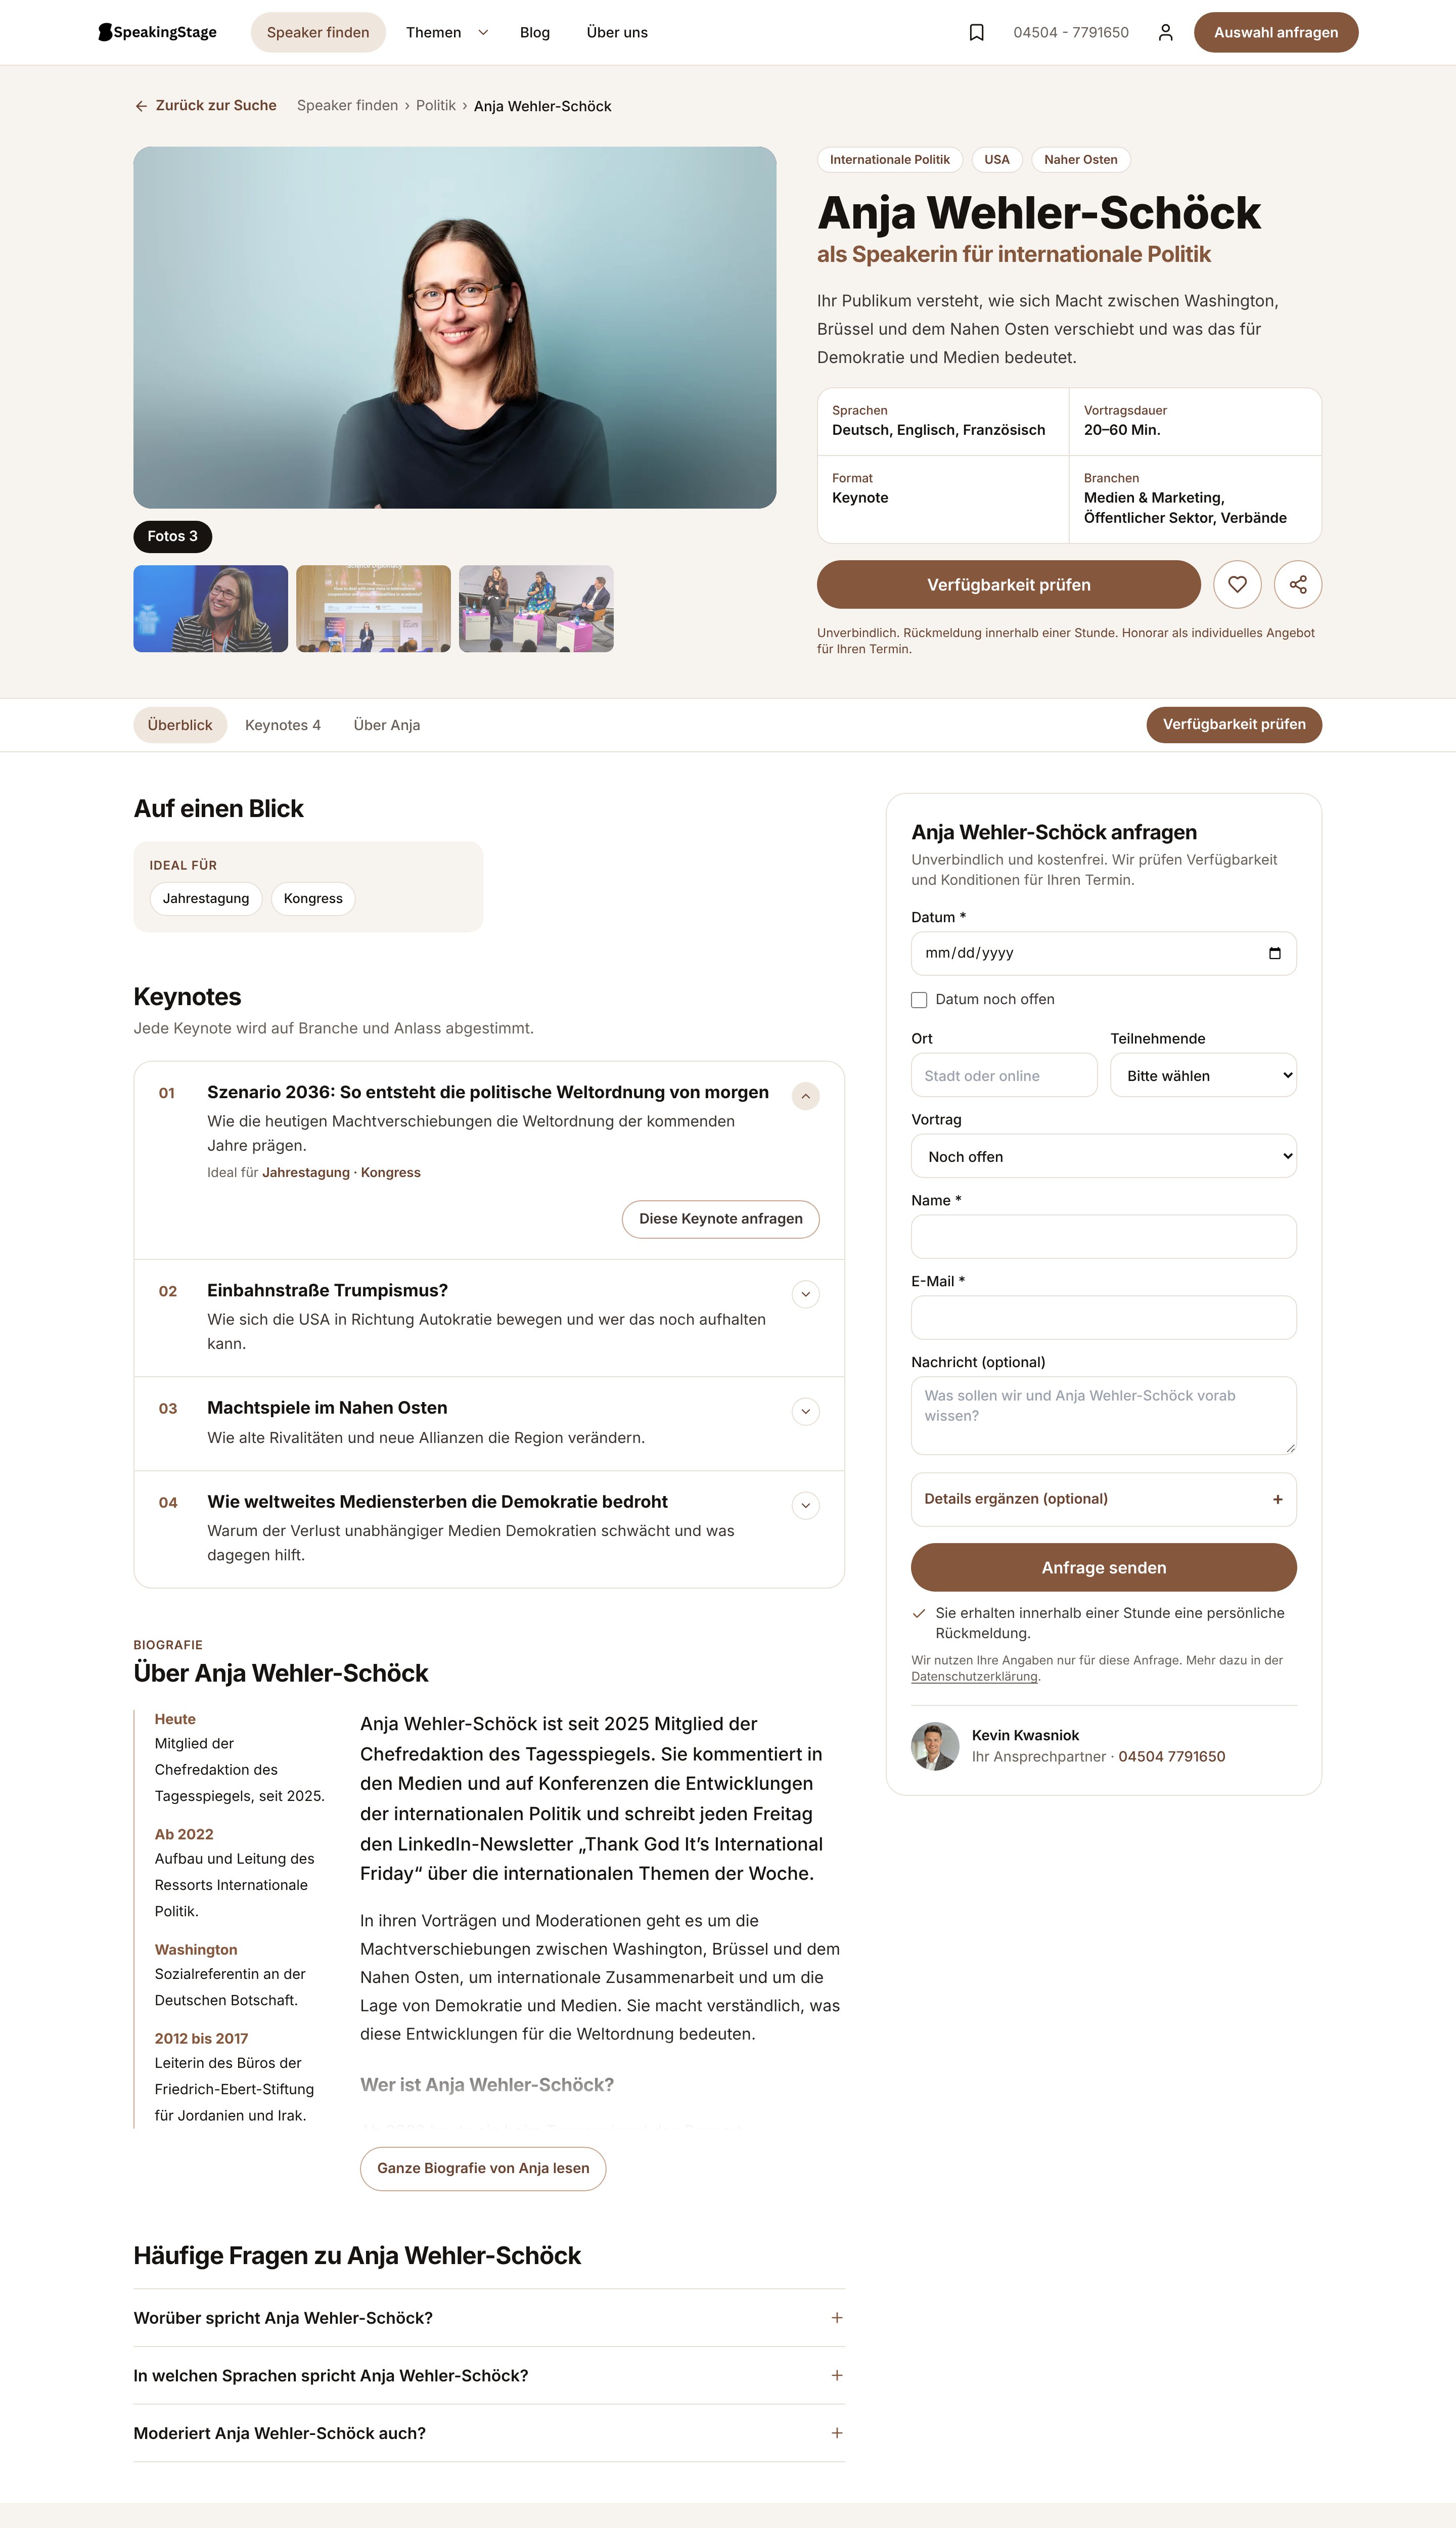 SpeakingStage
Speaker finden
Themen
Blog
Über uns
04504 - 7791650
Auswahl anfragen
Zurück zur Suche
Speaker finden › Politik › Anja Wehler-Schöck
Internationale Politik
USA
Naher Osten
Anja Wehler-Schöck
als Speakerin für internationale Politik
Ihr Publikum versteht, wie sich Macht zwischen Washington,
Brüssel und dem Nahen Osten verschiebt und was das für
Demokratie und Medien bedeutet.
Sprachen
Deutsch, Englisch, Französisch
Vortragsdauer
20–60 Min.
Format
Keynote
Branchen
Medien & Marketing,
Öffentlicher Sektor, Verbände
Fotos 3
Verfügbarkeit prüfen
Unverbindlich. Rückmeldung innerhalb einer Stunde. Honorar als individuelles Angebot
für Ihren Termin.
Überblick
Keynotes 4
Über Anja
Verfügbarkeit prüfen
Auf einen Blick
IDEAL FÜR
Jahrestagung
Kongress
Keynotes
Jede Keynote wird auf Branche und Anlass abgestimmt.
01
Szenario 2036: So entsteht die politische Weltordnung von morgen
Wie die heutigen Machtverschiebungen die Weltordnung der kommenden
Jahre prägen.
Ideal für Jahrestagung · Kongress
Diese Keynote anfragen
02
Einbahnstraße Trumpismus?
Wie sich die USA in Richtung Autokratie bewegen und wer das noch aufhalten
kann.
03
Machtspiele im Nahen Osten
Wie alte Rivalitäten und neue Allianzen die Region verändern.
04
Wie weltweites Mediensterben die Demokratie bedroht
Warum der Verlust unabhängiger Medien Demokratien schwächt und was
dagegen hilft.
BIOGRAFIE
Über Anja Wehler-Schöck
Heute
Mitglied der
Chefredaktion des
Tagesspiegels, seit 2025.
Ab 2022
Aufbau und Leitung des
Ressorts Internationale
Politik.
Washington
Sozialreferentin an der
Deutschen Botschaft.
2012 bis 2017
Leiterin des Büros der
Friedrich-Ebert-Stiftung
für Jordanien und Irak.
Anja Wehler-Schöck ist seit 2025 Mitglied der
Chefredaktion des Tagesspiegels. Sie kommentiert in
den Medien und auf Konferenzen die Entwicklungen
der internationalen Politik und schreibt jeden Freitag
den LinkedIn-Newsletter „Thank God It’s International
Friday“ über die internationalen Themen der Woche.
In ihren Vorträgen und Moderationen geht es um die
Machtverschiebungen zwischen Washington, Brüssel und dem
Nahen Osten, um internationale Zusammenarbeit und um die
Lage von Demokratie und Medien. Sie macht verständlich, was
diese Entwicklungen für die Weltordnung bedeuten.
Wer ist Anja Wehler-Schöck?
Ganze Biografie von Anja lesen
Häufige Fragen zu Anja Wehler-Schöck
Worüber spricht Anja Wehler-Schöck?
In welchen Sprachen spricht Anja Wehler-Schöck?
Moderiert Anja Wehler-Schöck auch?
Anja Wehler-Schöck anfragen
Unverbindlich und kostenfrei. Wir prüfen Verfügbarkeit
und Konditionen für Ihren Termin.
Datum *
mm/dd/yyyy
Datum noch offen
Ort
Stadt oder online
Teilnehmende
Bitte wählen
Vortrag
Noch offen
Name *
E-Mail *
Nachricht (optional)
Was sollen wir und Anja Wehler-Schöck vorab
wissen?
Details ergänzen (optional) +
Anfrage senden
Sie erhalten innerhalb einer Stunde eine persönliche
Rückmeldung.
Wir nutzen Ihre Angaben nur für diese Anfrage. Mehr dazu in der
Datenschutzerklärung.
Kevin Kwasniok
Ihr Ansprechpartner · 04504 7791650